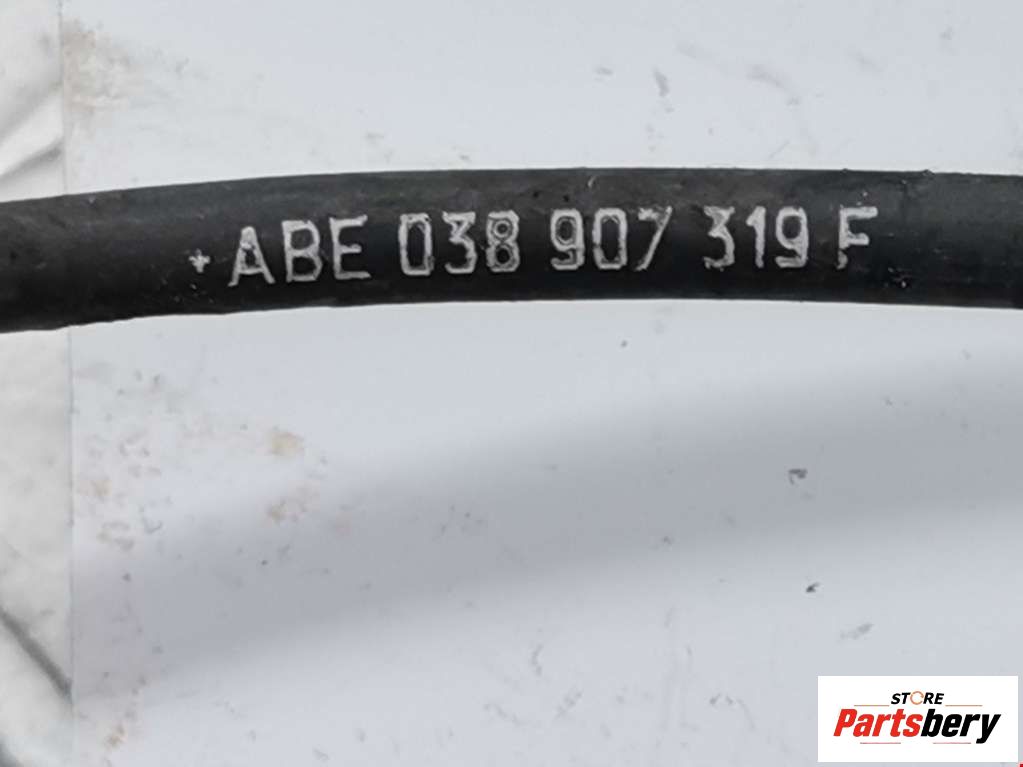 + ABE 038 907 319 F
STORE
Partsbery